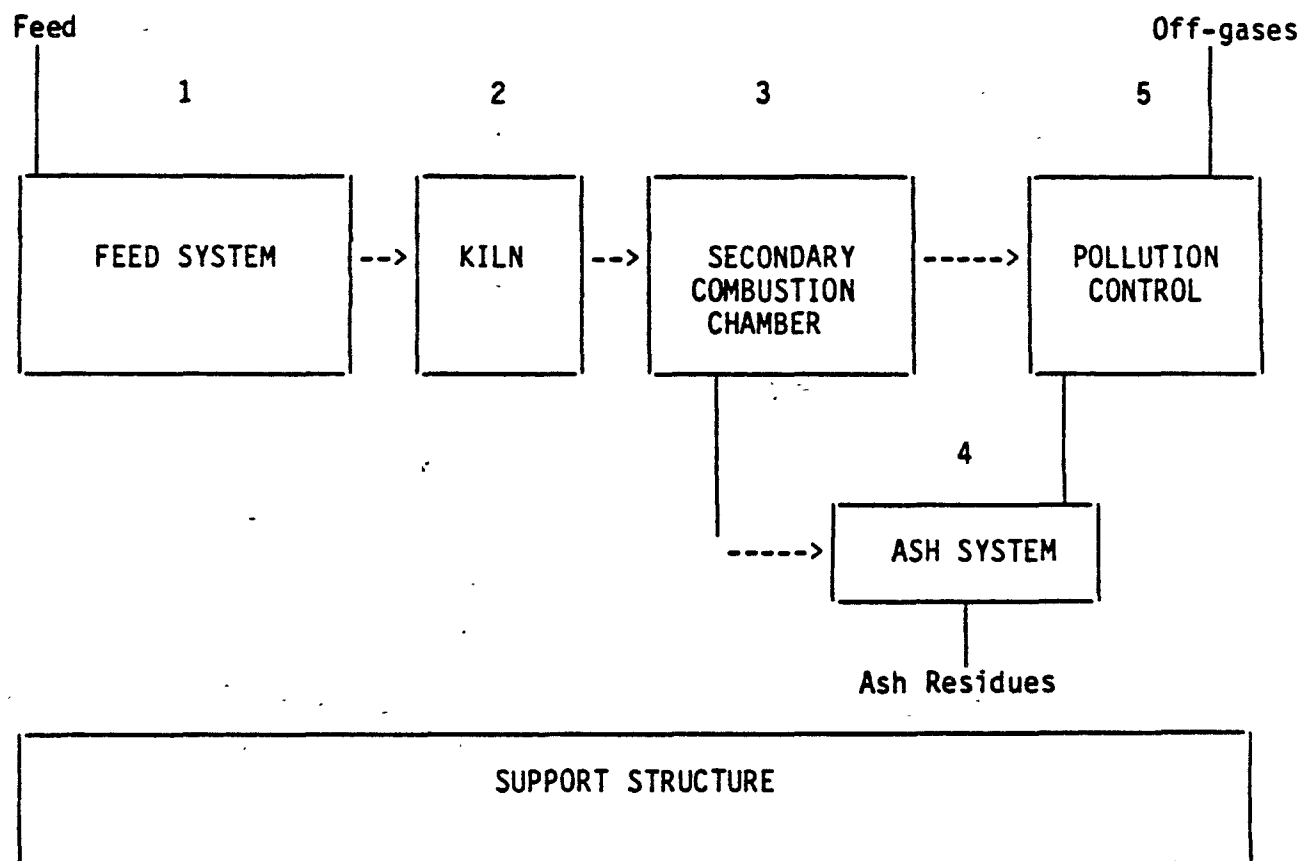 Feed
Off-gases
1
2
3
5
FEED SYSTEM
KILN
SECONDARY
COMBUSTION
CHAMBER
POLLUTION
CONTROL
4
ASH SYSTEM
Ash Residues
SUPPORT STRUCTURE